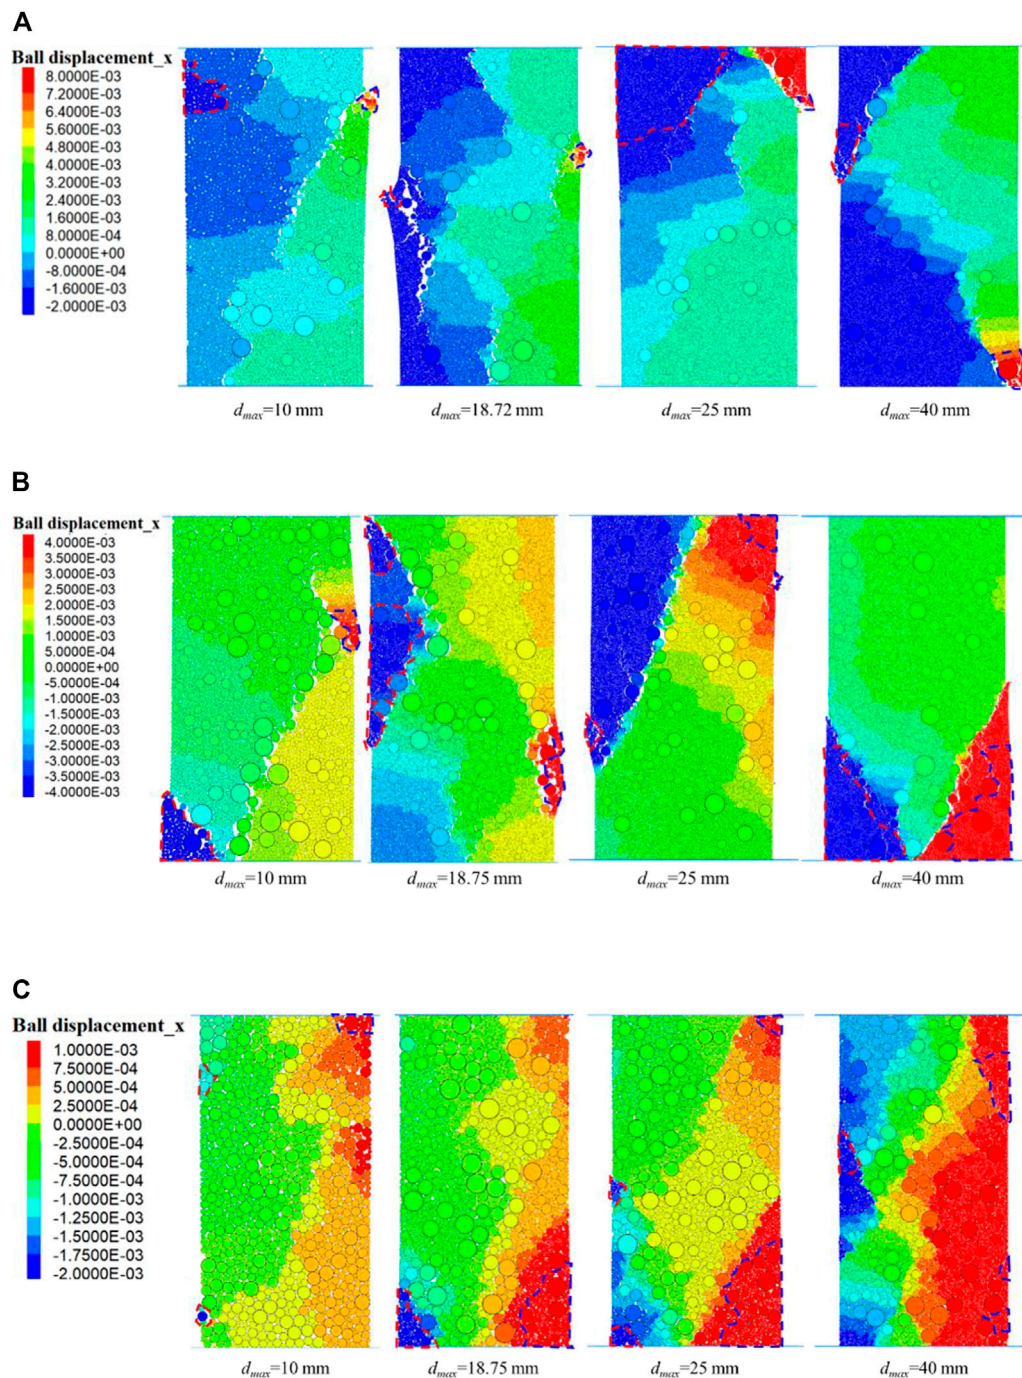 A
Ball displacement_x
8.0000E-03
7.2000E-03
6.4000E-03
5.6000E-03
4.8000E-03
4.0000E-03
3.2000E-03
2.4000E-03
1.6000E-03
8.0000E-04
0.0000E+00
-8.0000E-04
-1.6000E-03
-2.0000E-03
dmax=10 mm
dmax=18.72 mm
dmax=25 mm
dmax=40 mm
B
Ball displacement_x
4.0000E-03
3.5000E-03
3.0000E-03
2.5000E-03
2.0000E-03
1.5000E-03
1.0000E-03
5.0000E-04
0.0000E+00
-5.0000E-04
-1.0000E-03
-1.5000E-03
-2.0000E-03
-2.5000E-03
-3.0000E-03
-3.5000E-03
-4.0000E-03
dmax=10 mm
dmax=18.75 mm
dmax=25 mm
dmax=40 mm
C
Ball displacement_x
1.0000E-03
7.5000E-04
5.0000E-04
2.5000E-04
0.0000E+00
-2.5000E-04
-5.0000E-04
-7.5000E-04
-1.0000E-03
-1.2500E-03
-1.5000E-03
-1.7500E-03
-2.0000E-03
dmax=10 mm
dmax=18.75 mm
dmax=25 mm
dmax=40 mm